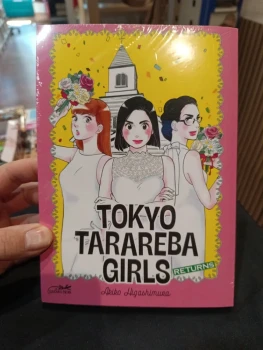 TOKYO
TARAREBA
GIRLS
RETURNS
Akiko Higashimura